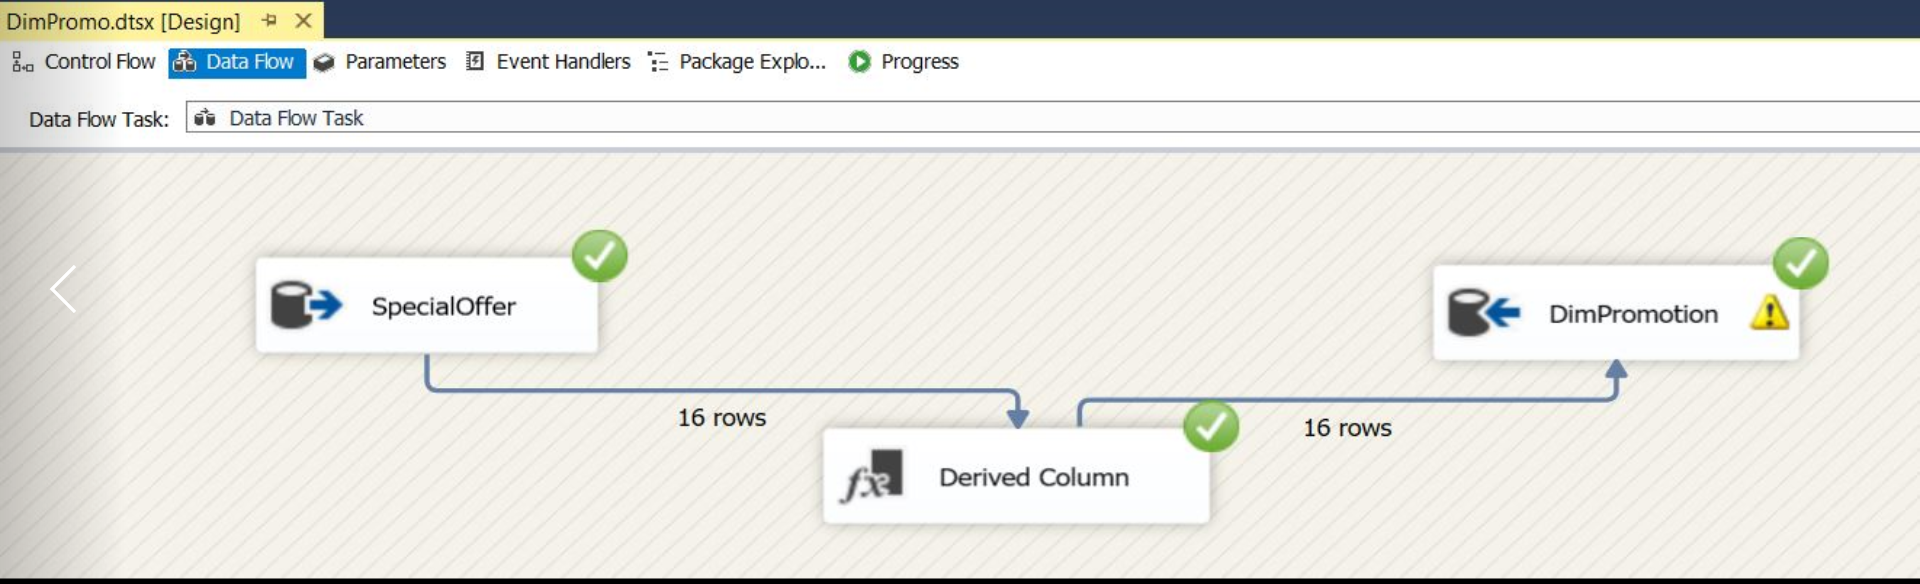 DimPromo.dtsx [Design]
Control Flow Data Flow Parameters Event Handlers Package Explo... Progress
Data Flow Task: Data Flow Task
SpecialOffer
DimPromotion
16 rows
16 rows
fx
Derived Column